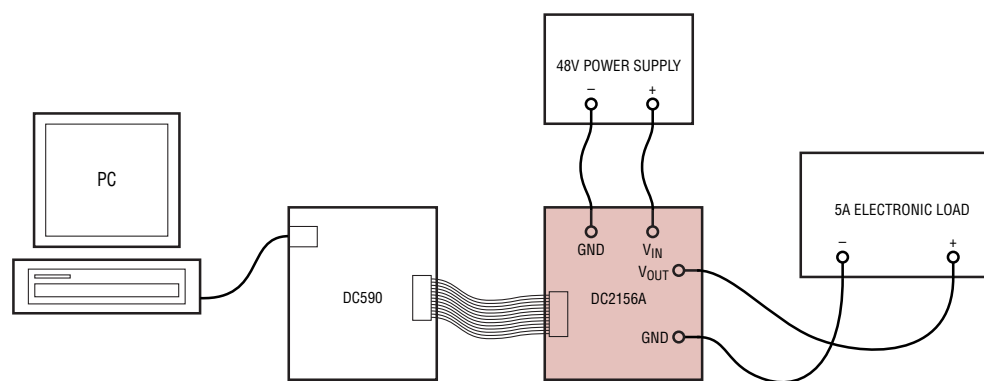 48V POWER SUPPLY
− +
PC
5A ELECTRONIC LOAD
− +
GND VIN
VOUT
DC590
DC2156A
GND